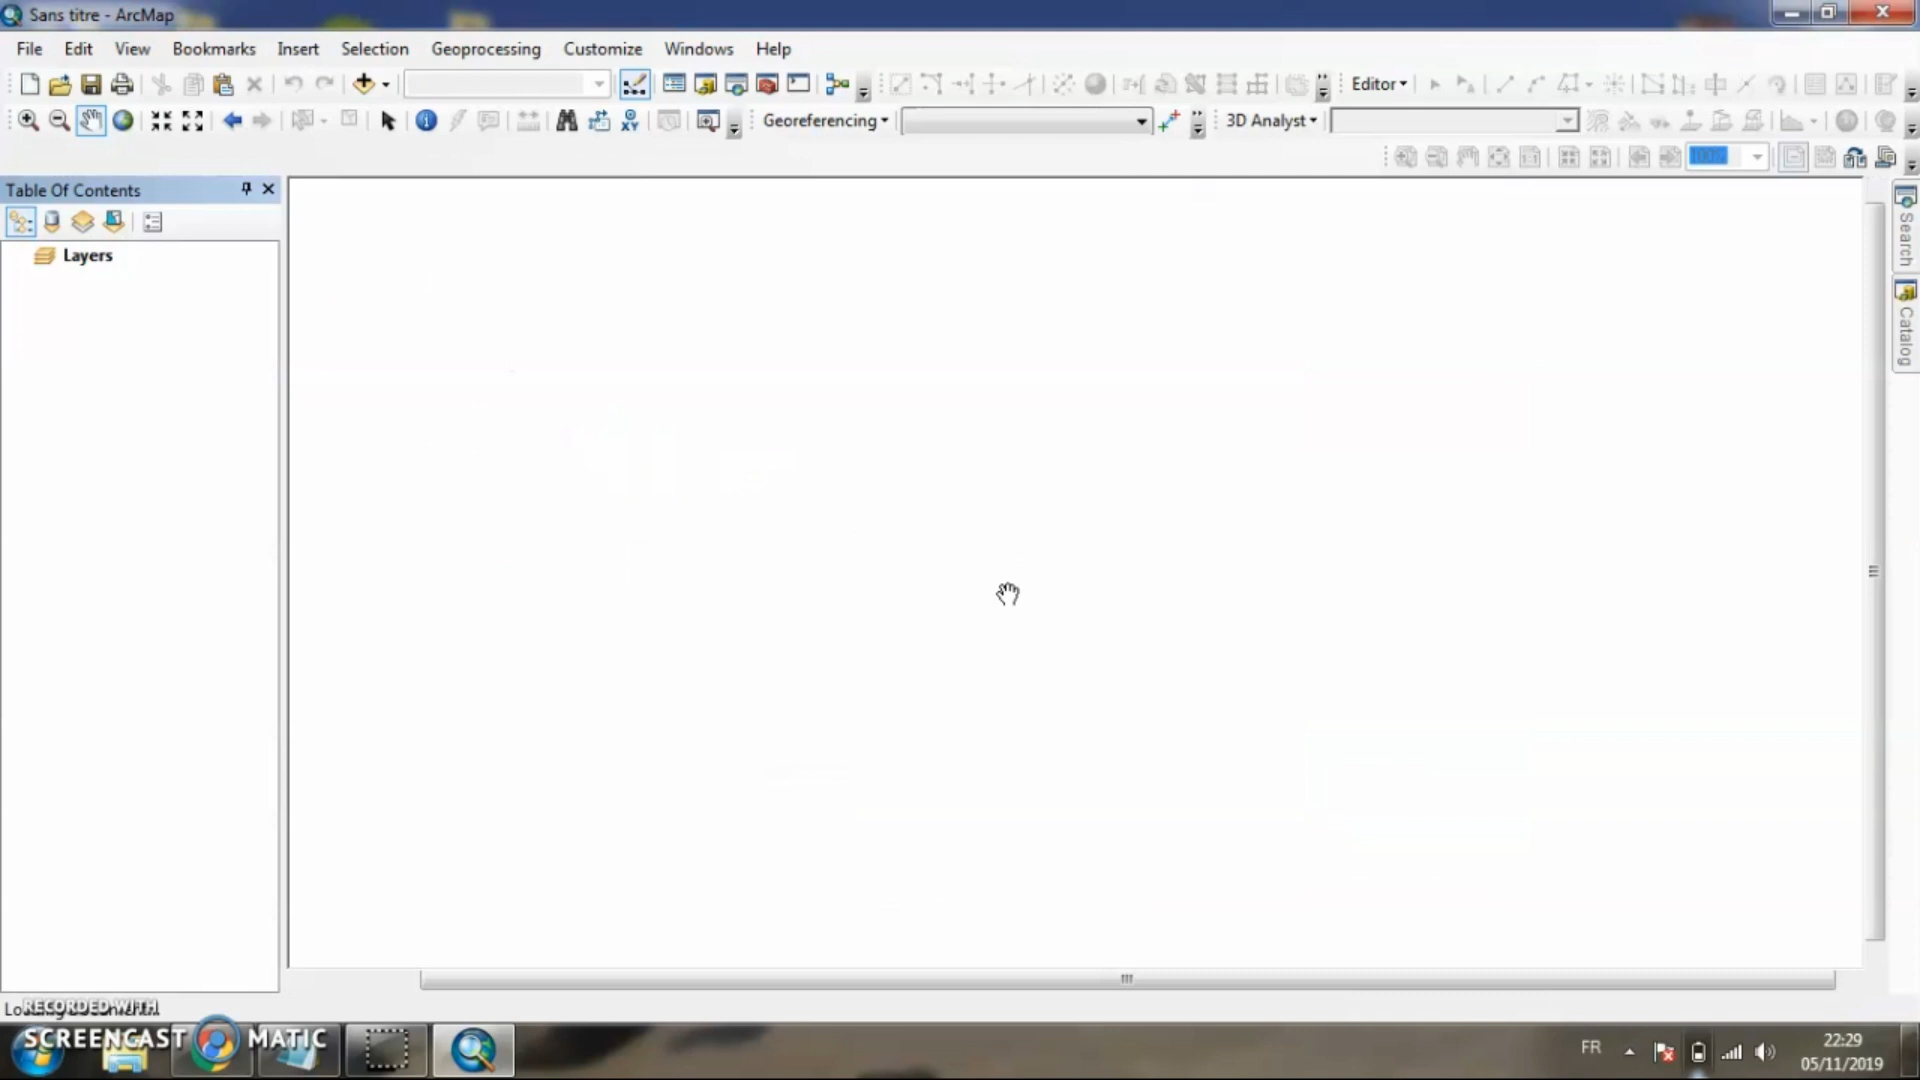 Sans titre - ArcMap
File Edit View Bookmarks Insert Selection Geoprocessing Customize Windows Help
Editor
Georeferencing 3D Analyst
100%
Table Of Contents
Layers
Search
Catalog
RECORDED WITH
SCREENCAST MATIC
FR
22:29
05/11/2019